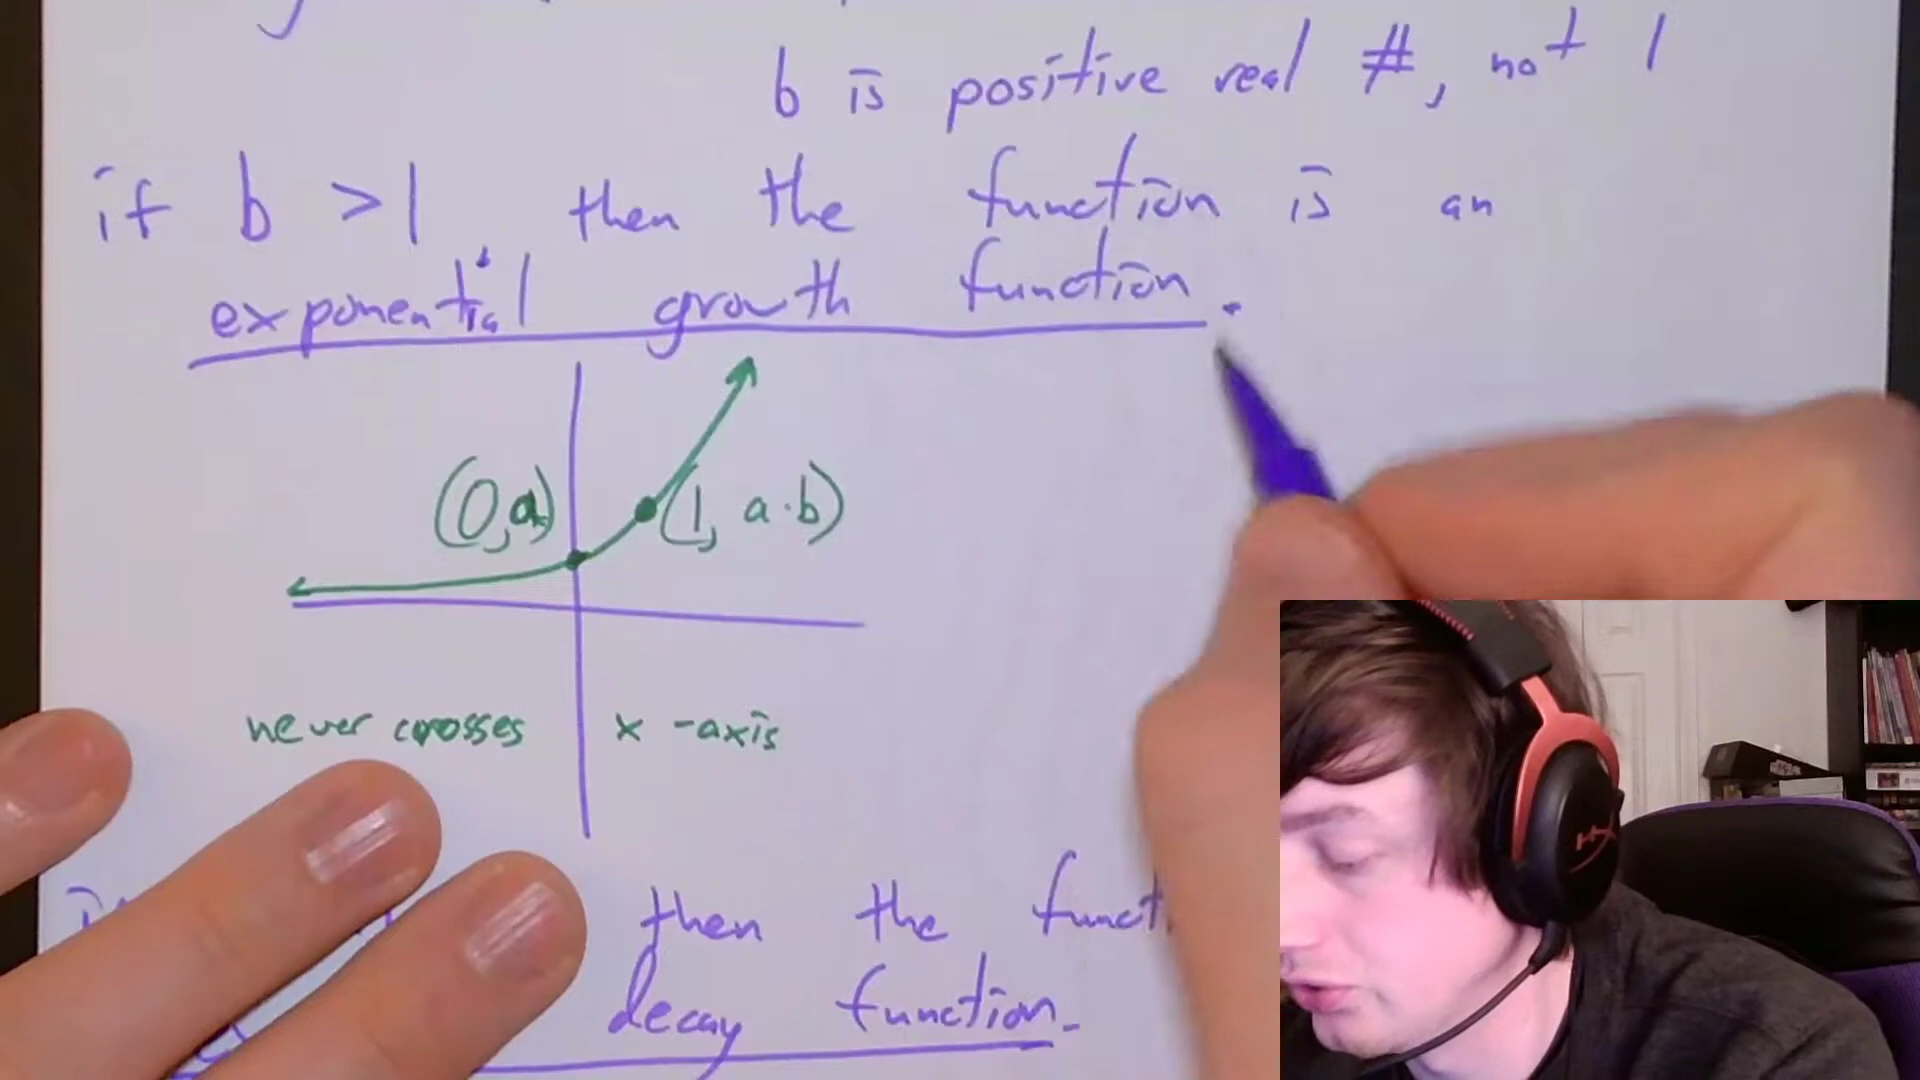 b is positive real #, not 1
if b > 1 then the function is an
exponential growth function.
(0,a) (1, a·b)
never crosses x-axis
then the
decay function.